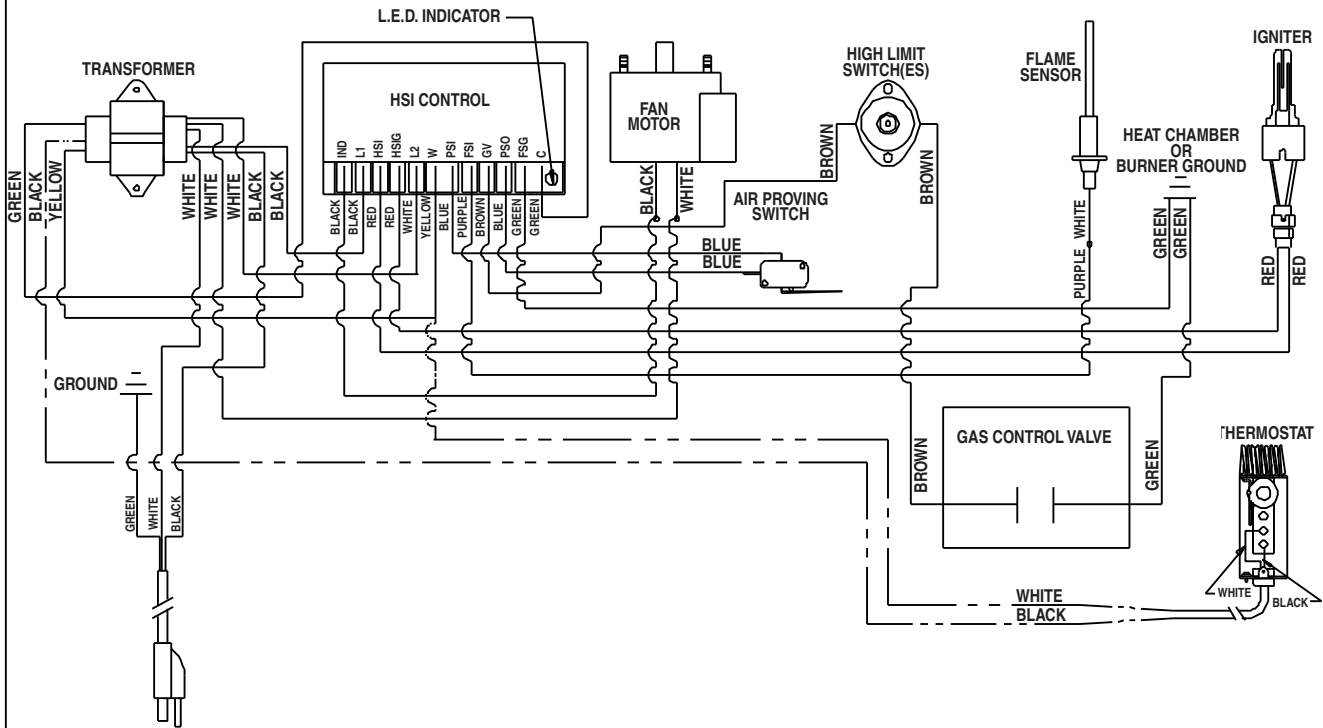 L.E.D. INDICATOR
TRANSFORMER
HSI CONTROL
FAN
MOTOR
HIGH LIMIT
SWITCH(ES)
FLAME
SENSOR
IGNITER
HEAT CHAMBER
OR
BURNER GROUND
IND
L1
HSI
HSIG
L2
W
PSI
FSI
GV
PSO
FSG
C
GREEN
BLACK
YELLOW
WHITE
WHITE
WHITE
BLACK
BLACK
BLACK
BLACK
RED
RED
WHITE
YELLOW
BLUE
PURPLE
BROWN
BLUE
GREEN
GREEN
BLACK
WHITE
BROWN
BROWN
AIR PROVING
SWITCH
BLUE
BLUE
PURPLE
WHITE
GREEN
GREEN
RED
RED
GROUND
GREEN
WHITE
BLACK
BROWN
GAS CONTROL VALVE
GREEN
THERMOSTAT
WHITE
BLACK
WHITE
BLACK